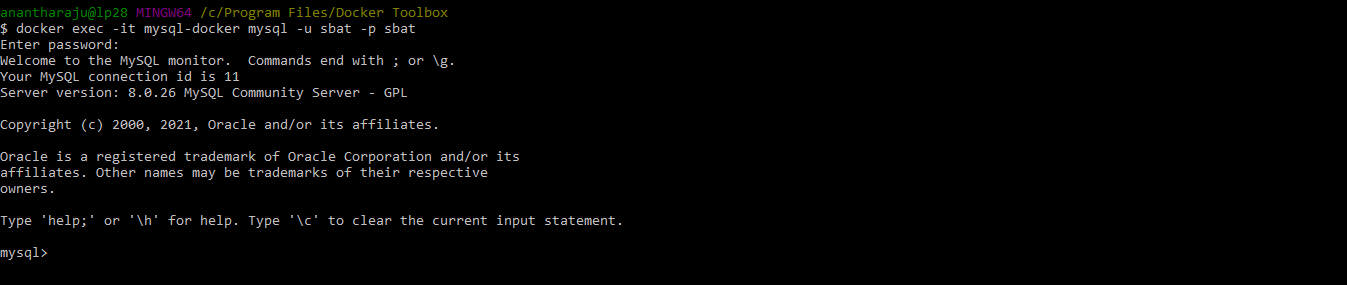 anantharaju@lp28 MINGW64 /c/Program Files/Docker Toolbox
$ docker exec -it mysql-docker mysql -u sbat -p sbat
Enter password:
Welcome to the MySQL monitor.  Commands end with ; or \g.
Your MySQL connection id is 11
Server version: 8.0.26 MySQL Community Server - GPL
Copyright (c) 2000, 2021, Oracle and/or its affiliates.
Oracle is a registered trademark of Oracle Corporation and/or its
affiliates. Other names may be trademarks of their respective
owners.
Type 'help;' or '\h' for help. Type '\c' to clear the current input statement.
mysql>